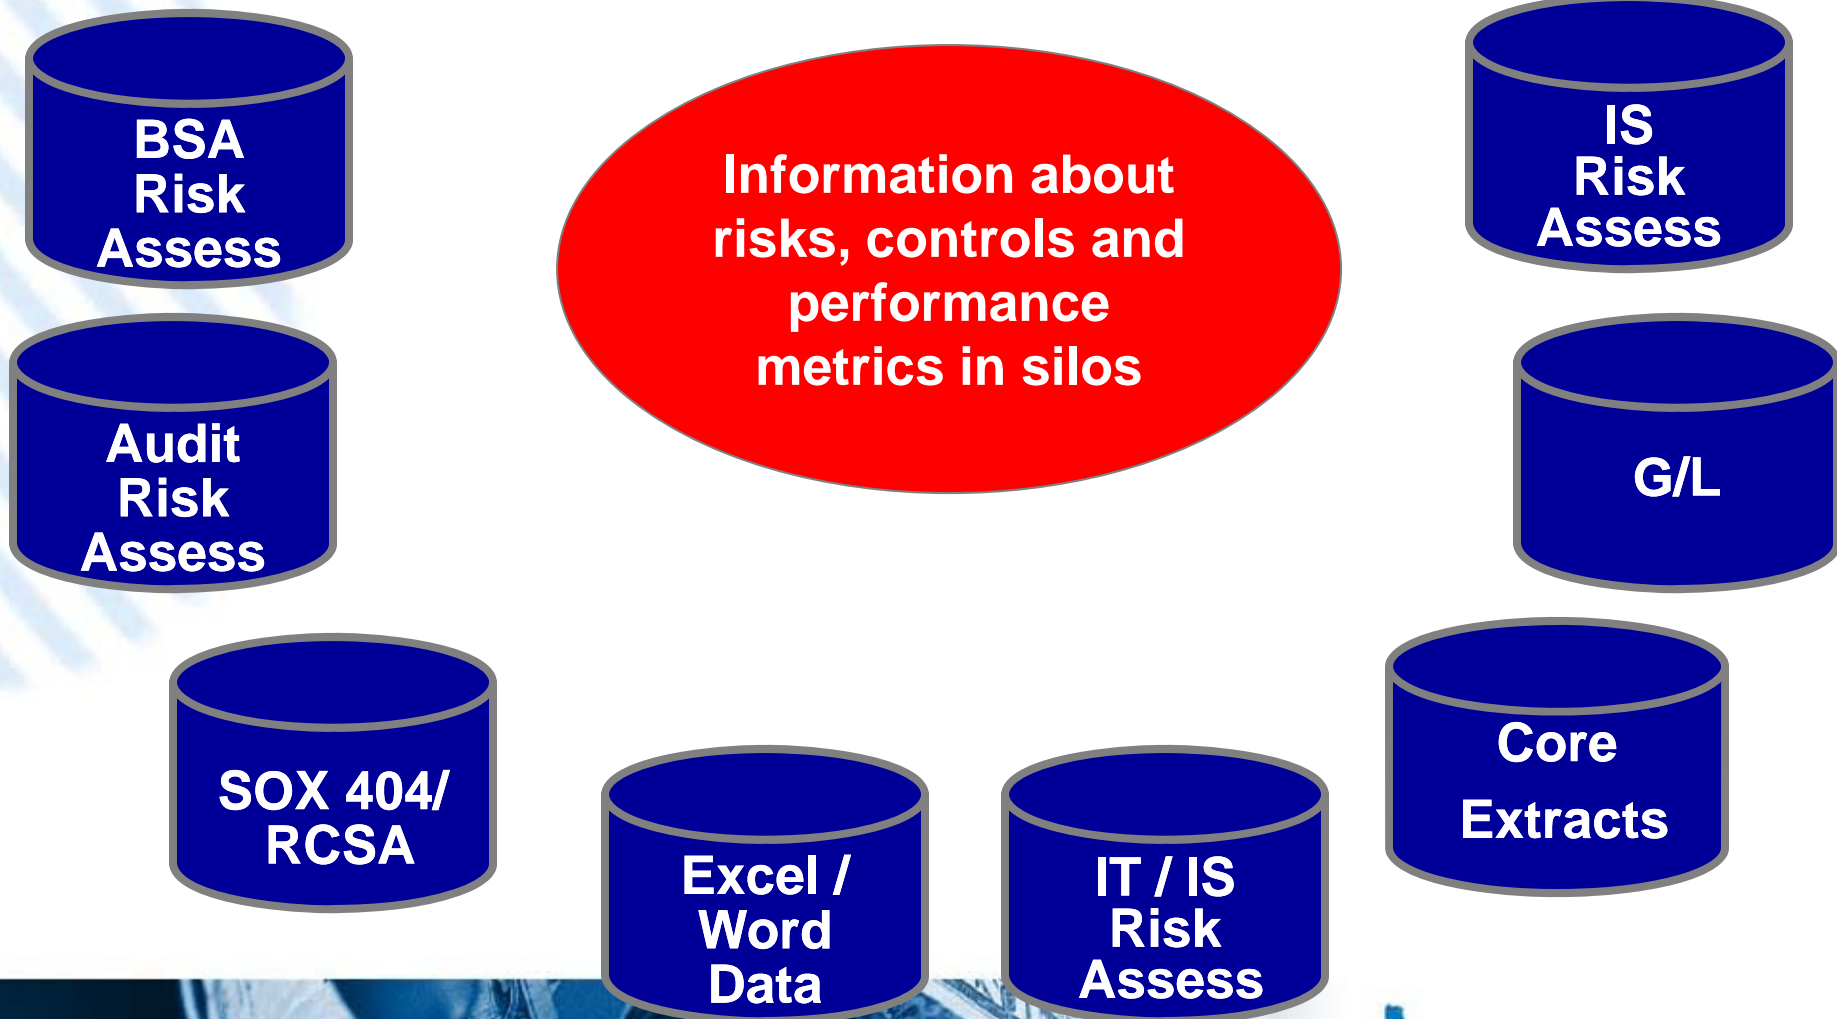 BSA
Risk
Assess
Information about
risks, controls and
performance
metrics in silos
IS
Risk
Assess
Audit
Risk
Assess
G/L
SOX 404/
RCSA
Core
Extracts
Excel /
Word
Data
IT / IS
Risk
Assess